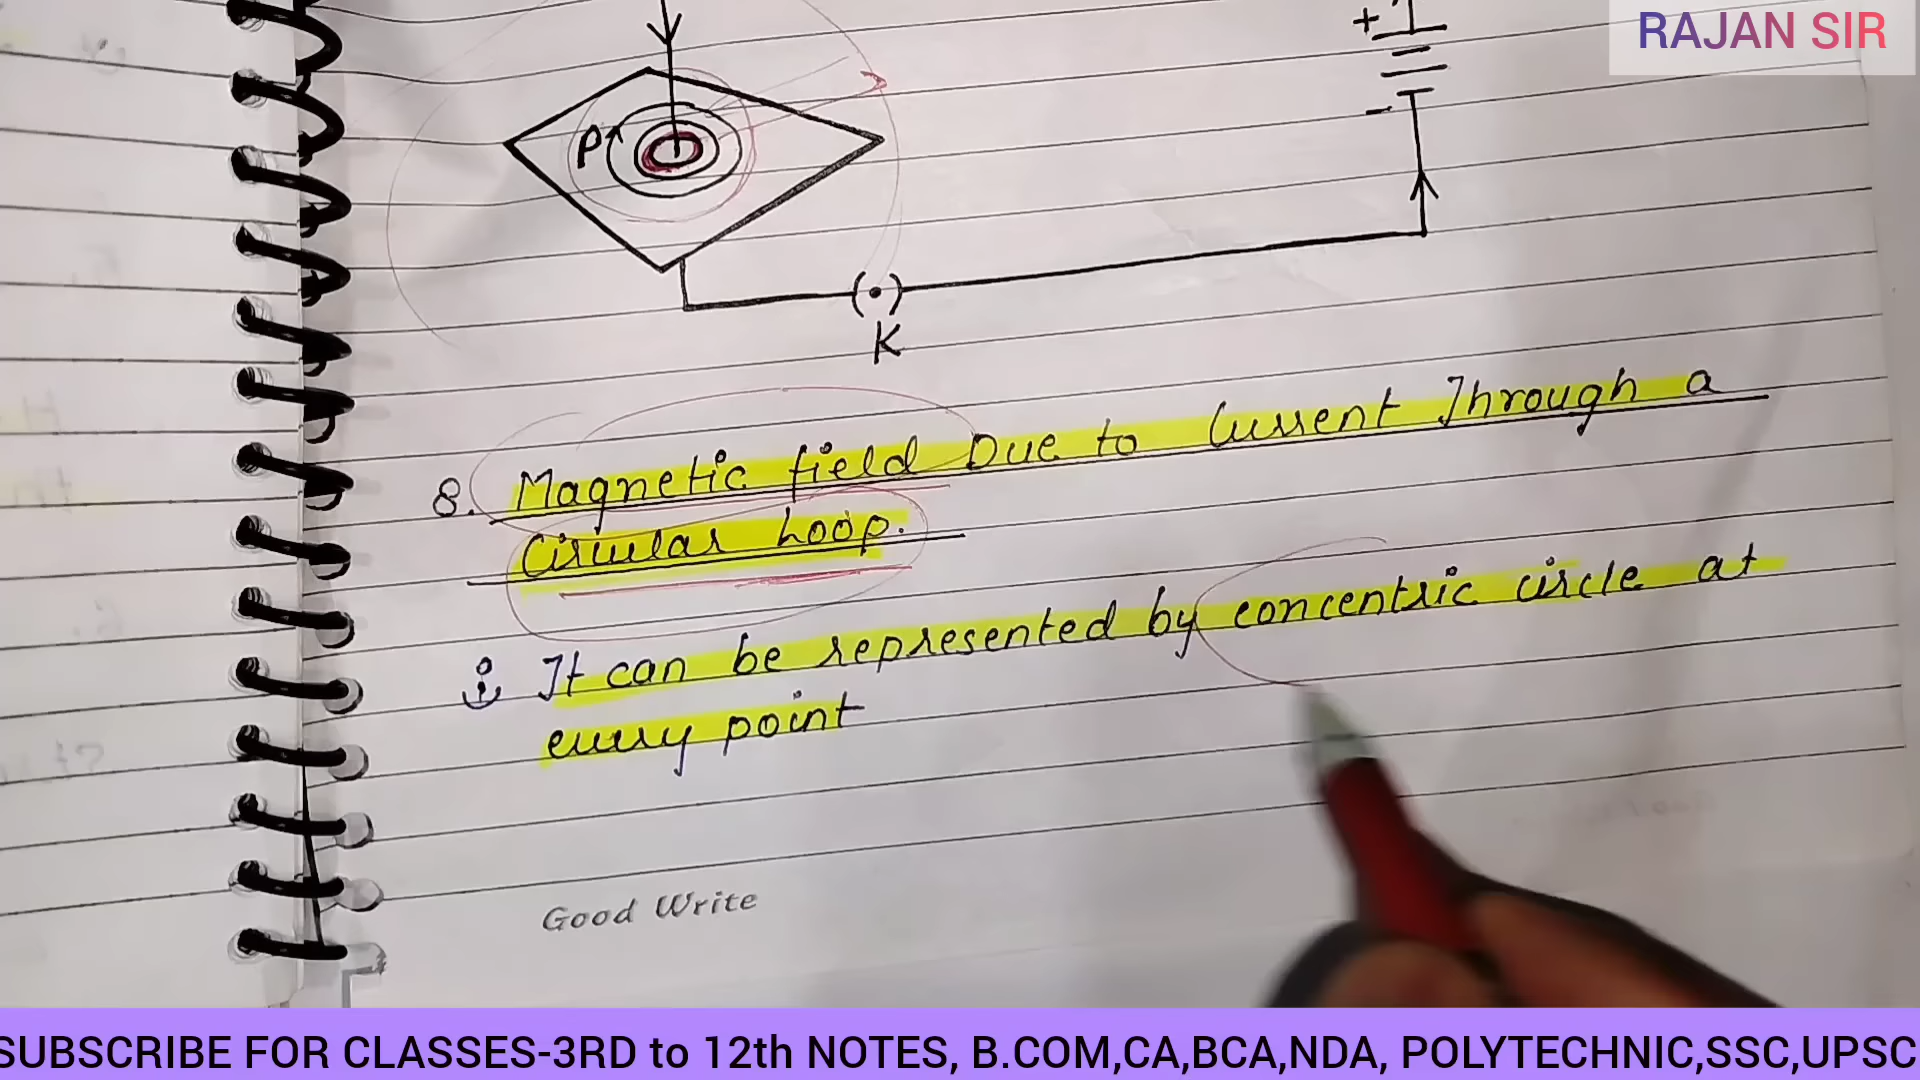 RAJAN SIR
+
-
P
K
8. Magnetic field Due to Current Through a
Circular Loop.
It can be represented by concentric circle at
every point
Good Write
SUBSCRIBE FOR CLASSES-3RD to 12th NOTES, B.COM,CA,BCA,NDA, POLYTECHNIC,SSC,UPSC